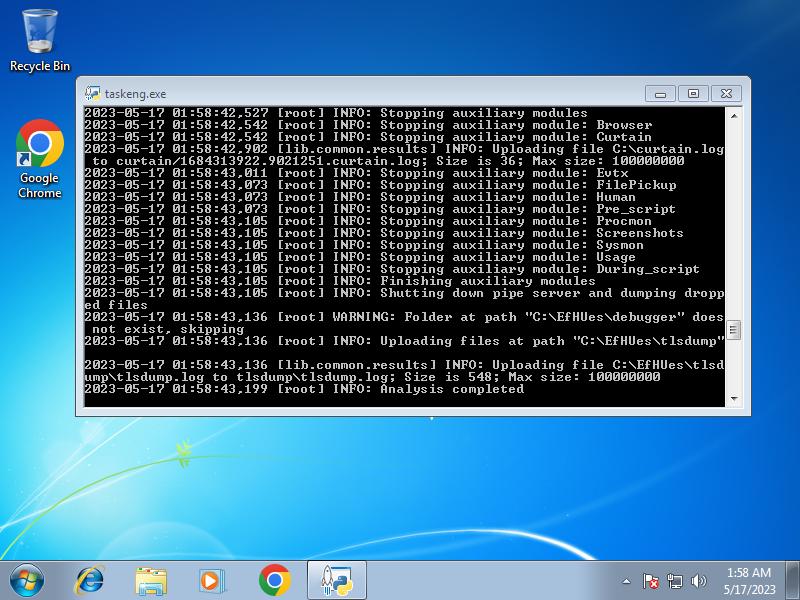 Recycle Bin
Google
Chrome
taskeng.exe
2023-05-17 01:58:42,527 [root] INFO: Stopping auxiliary modules
2023-05-17 01:58:42,542 [root] INFO: Stopping auxiliary module: Browser
2023-05-17 01:58:42,542 [root] INFO: Stopping auxiliary module: Curtain
2023-05-17 01:58:42,902 [lib.common.results] INFO: Uploading file C:\curtain.log
 to curtain/1684313922.9021251.curtain.log; Size is 36; Max size: 100000000
2023-05-17 01:58:43,011 [root] INFO: Stopping auxiliary module: Evtx
2023-05-17 01:58:43,073 [root] INFO: Stopping auxiliary module: FilePickup
2023-05-17 01:58:43,073 [root] INFO: Stopping auxiliary module: Human
2023-05-17 01:58:43,073 [root] INFO: Stopping auxiliary module: Pre_script
2023-05-17 01:58:43,105 [root] INFO: Stopping auxiliary module: Procmon
2023-05-17 01:58:43,105 [root] INFO: Stopping auxiliary module: Screenshots
2023-05-17 01:58:43,105 [root] INFO: Stopping auxiliary module: Sysmon
2023-05-17 01:58:43,105 [root] INFO: Stopping auxiliary module: Usage
2023-05-17 01:58:43,105 [root] INFO: Stopping auxiliary module: During_script
2023-05-17 01:58:43,105 [root] INFO: Finishing auxiliary modules
2023-05-17 01:58:43,105 [root] INFO: Shutting down pipe server and dumping dropp
ed files
2023-05-17 01:58:43,136 [root] WARNING: Folder at path "C:\EfHUes\debugger" does
 not exist, skipping
2023-05-17 01:58:43,136 [root] INFO: Uploading files at path "C:\EfHUes\tlsdump"
2023-05-17 01:58:43,136 [lib.common.results] INFO: Uploading file C:\EfHUes\tlsd
ump\tlsdump.log to tlsdump\tlsdump.log; Size is 548; Max size: 100000000
2023-05-17 01:58:43,199 [root] INFO: Analysis completed
1:58 AM
5/17/2023